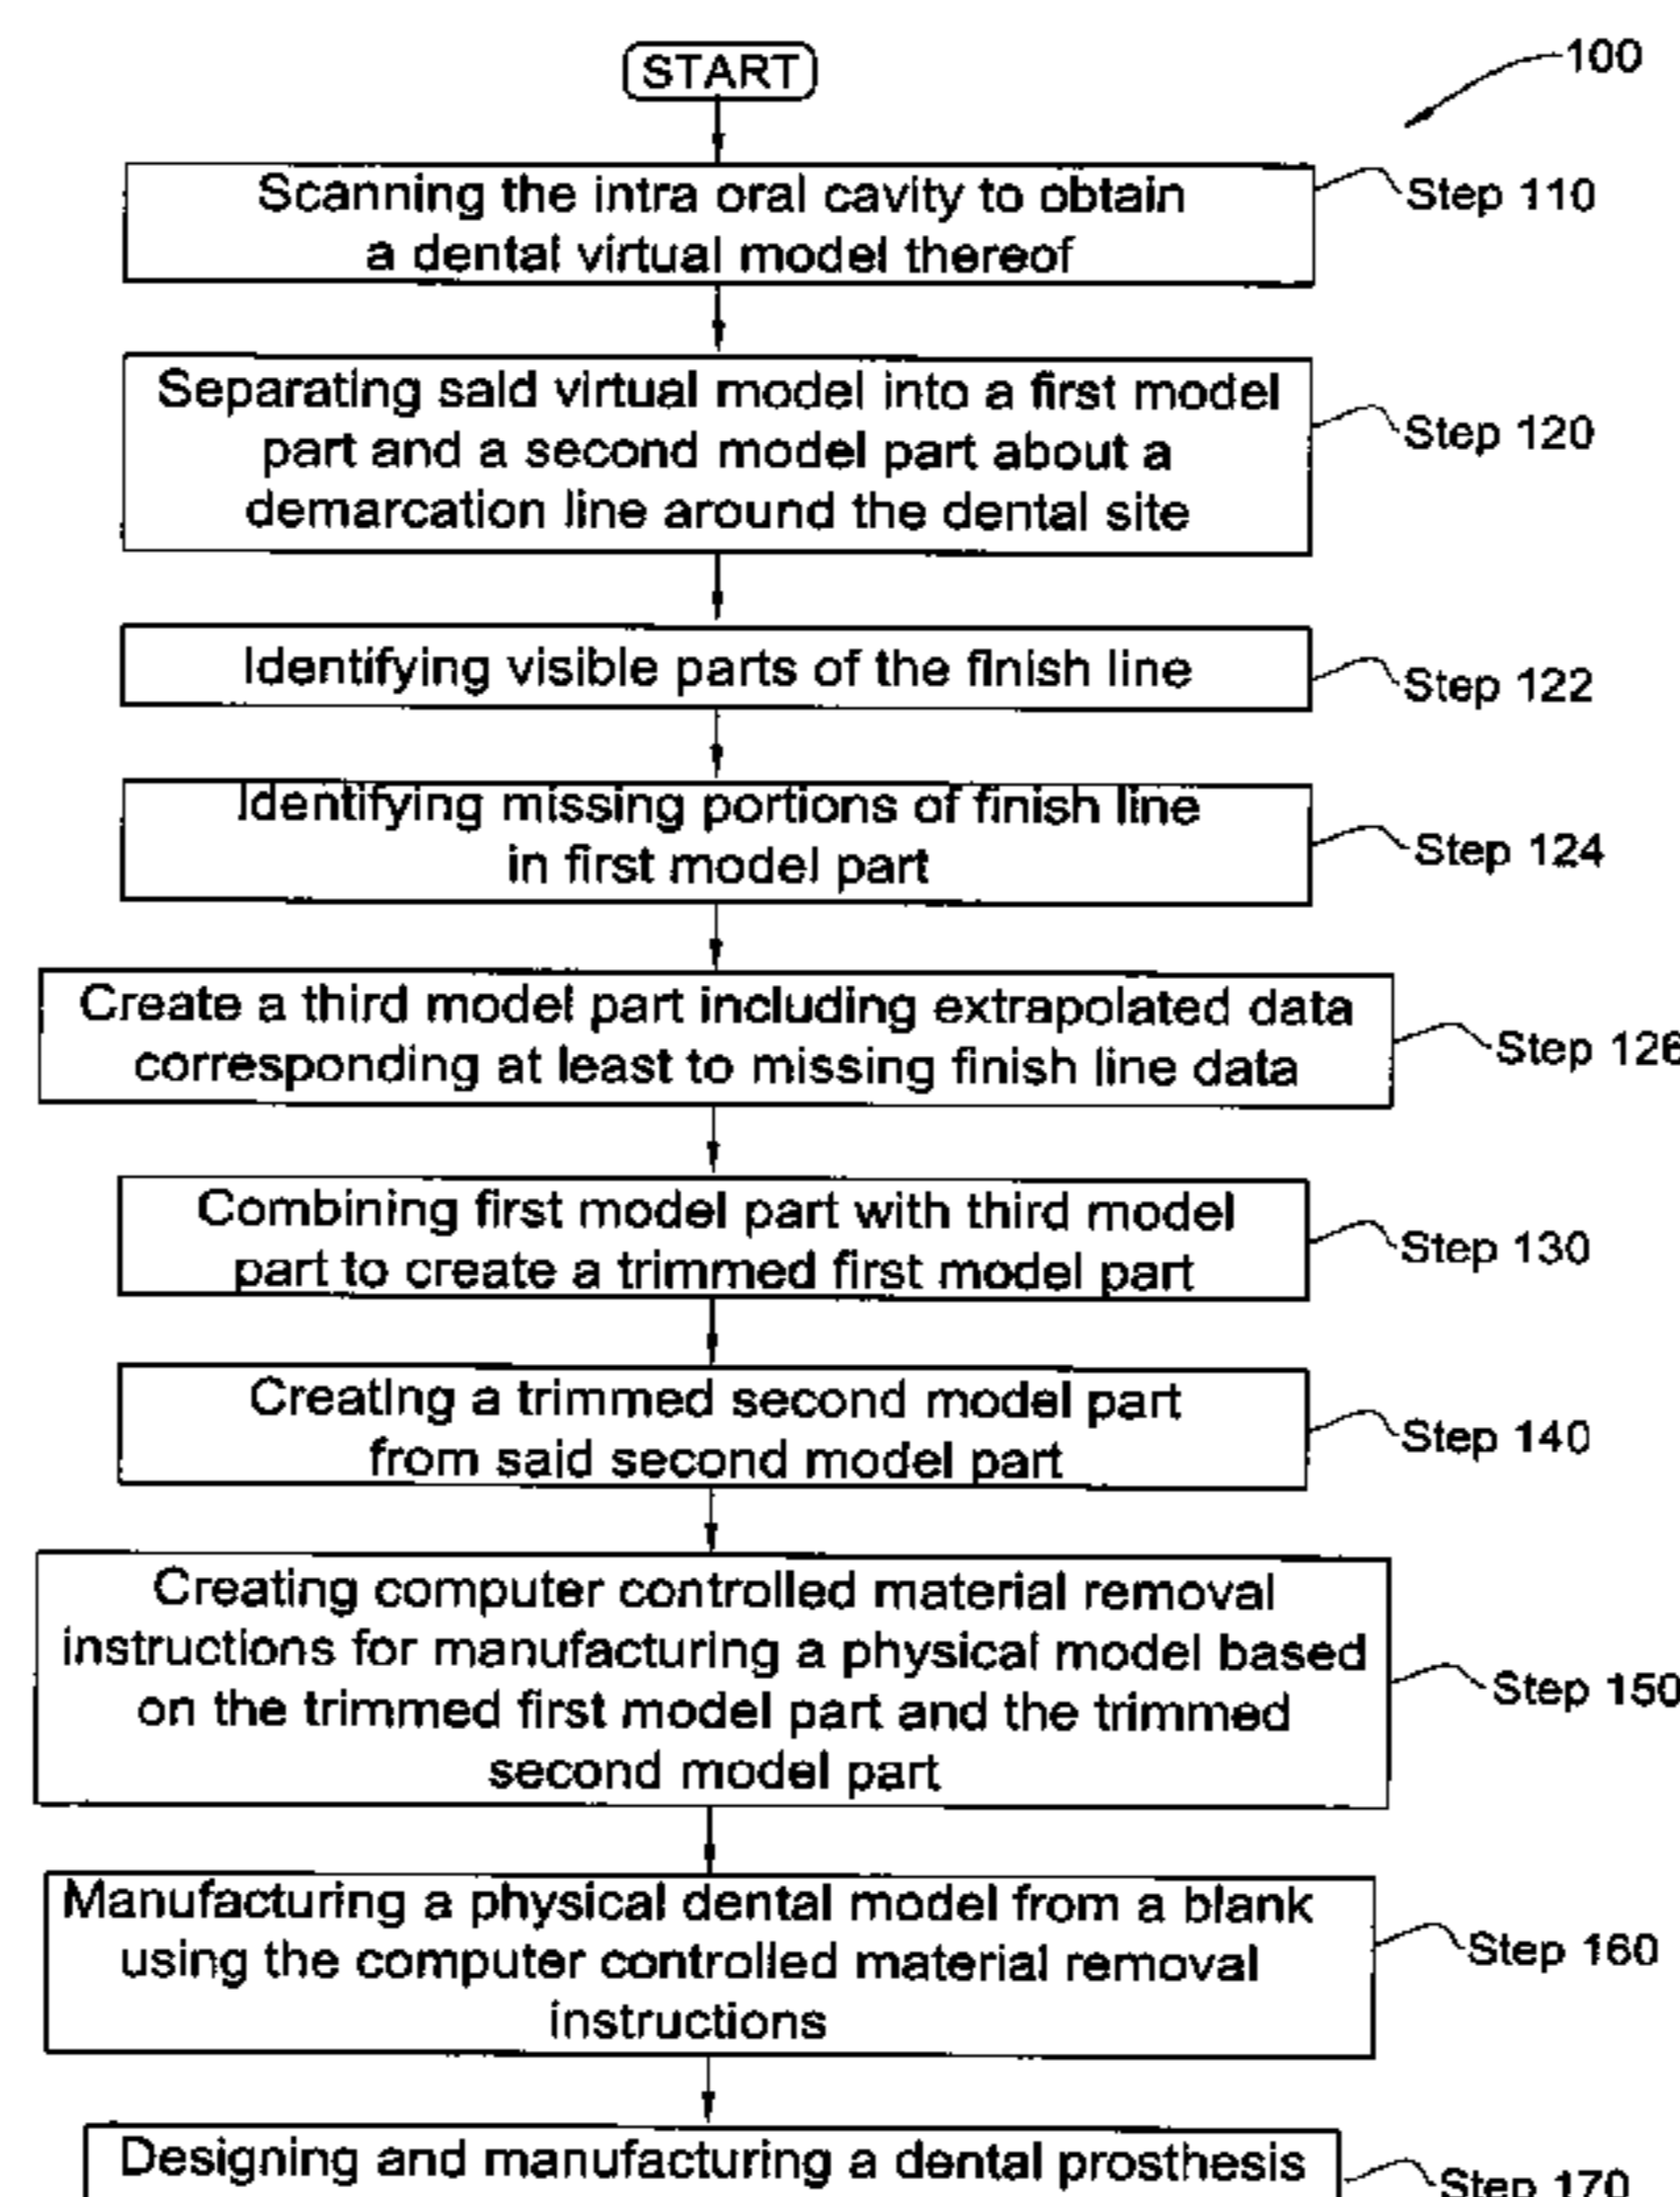 START
100
Scanning the intra oral cavity to obtain
a dental virtual model thereof
Step 110
Separating said virtual model into a first model
part and a second model part about a
demarcation line around the dental site
Step 120
Identifying visible parts of the finish line
Step 122
Identifying missing portions of finish line
in first model part
Step 124
Create a third model part including extrapolated data
corresponding at least to missing finish line data
Step 126
Combining first model part with third model
part to create a trimmed first model part
Step 130
Creating a trimmed second model part
from said second model part
Step 140
Creating computer controlled material removal
instructions for manufacturing a physical model based
on the trimmed first model part and the trimmed
second model part
Step 150
Manufacturing a physical dental model from a blank
using the computer controlled material removal
instructions
Step 160
Designing and manufacturing a dental prosthesis
Step 170